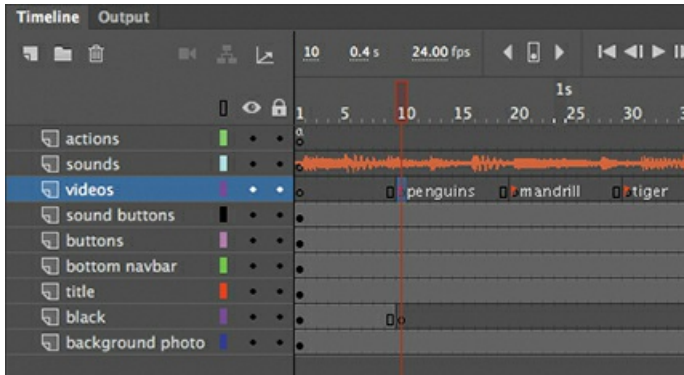 Timeline Output
10 0.4 s 24.00 fps
1s
1 5 10 15 20 25 30
actions a
sounds
videos penguins mandrill tiger
sound buttons
buttons
bottom navbar
title
black
background photo